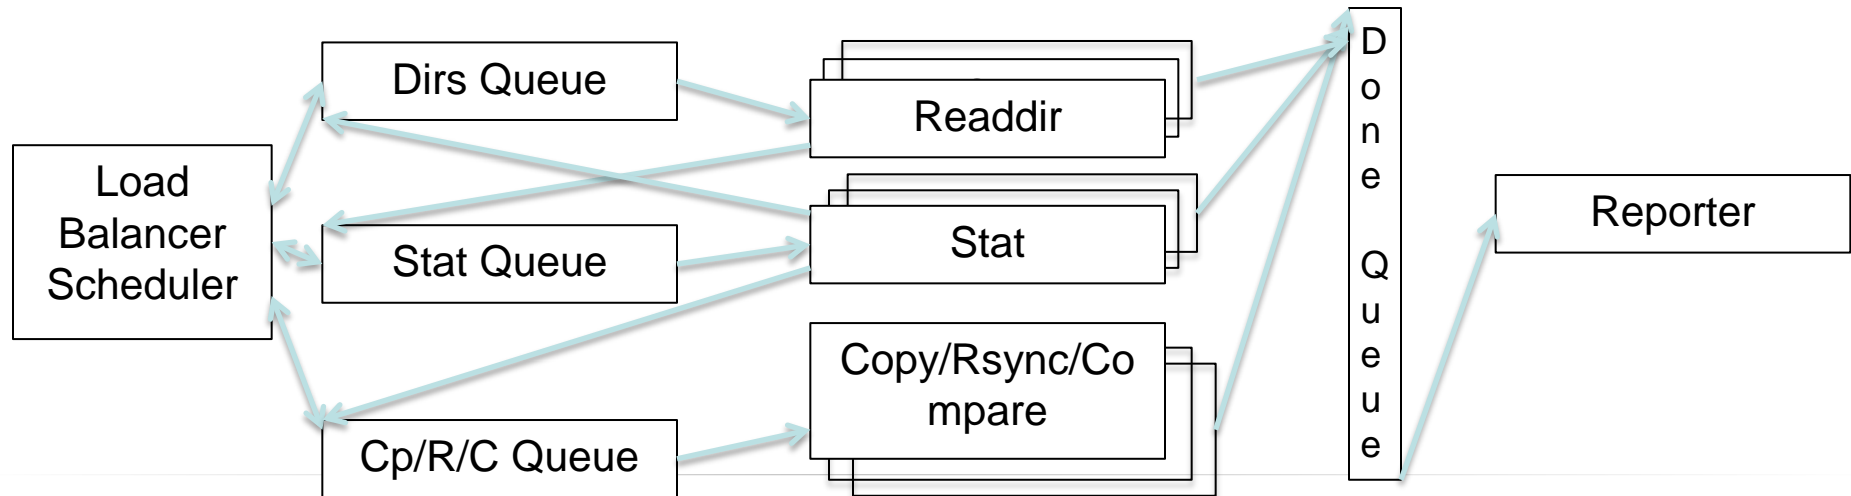 Dirs Queue
Readdir
Load
Balancer
Scheduler
Stat Queue
Stat
Copy/Rsync/Co
mpare
Cp/R/C Queue
D
o
n
e
Q
u
e
u
e
Reporter